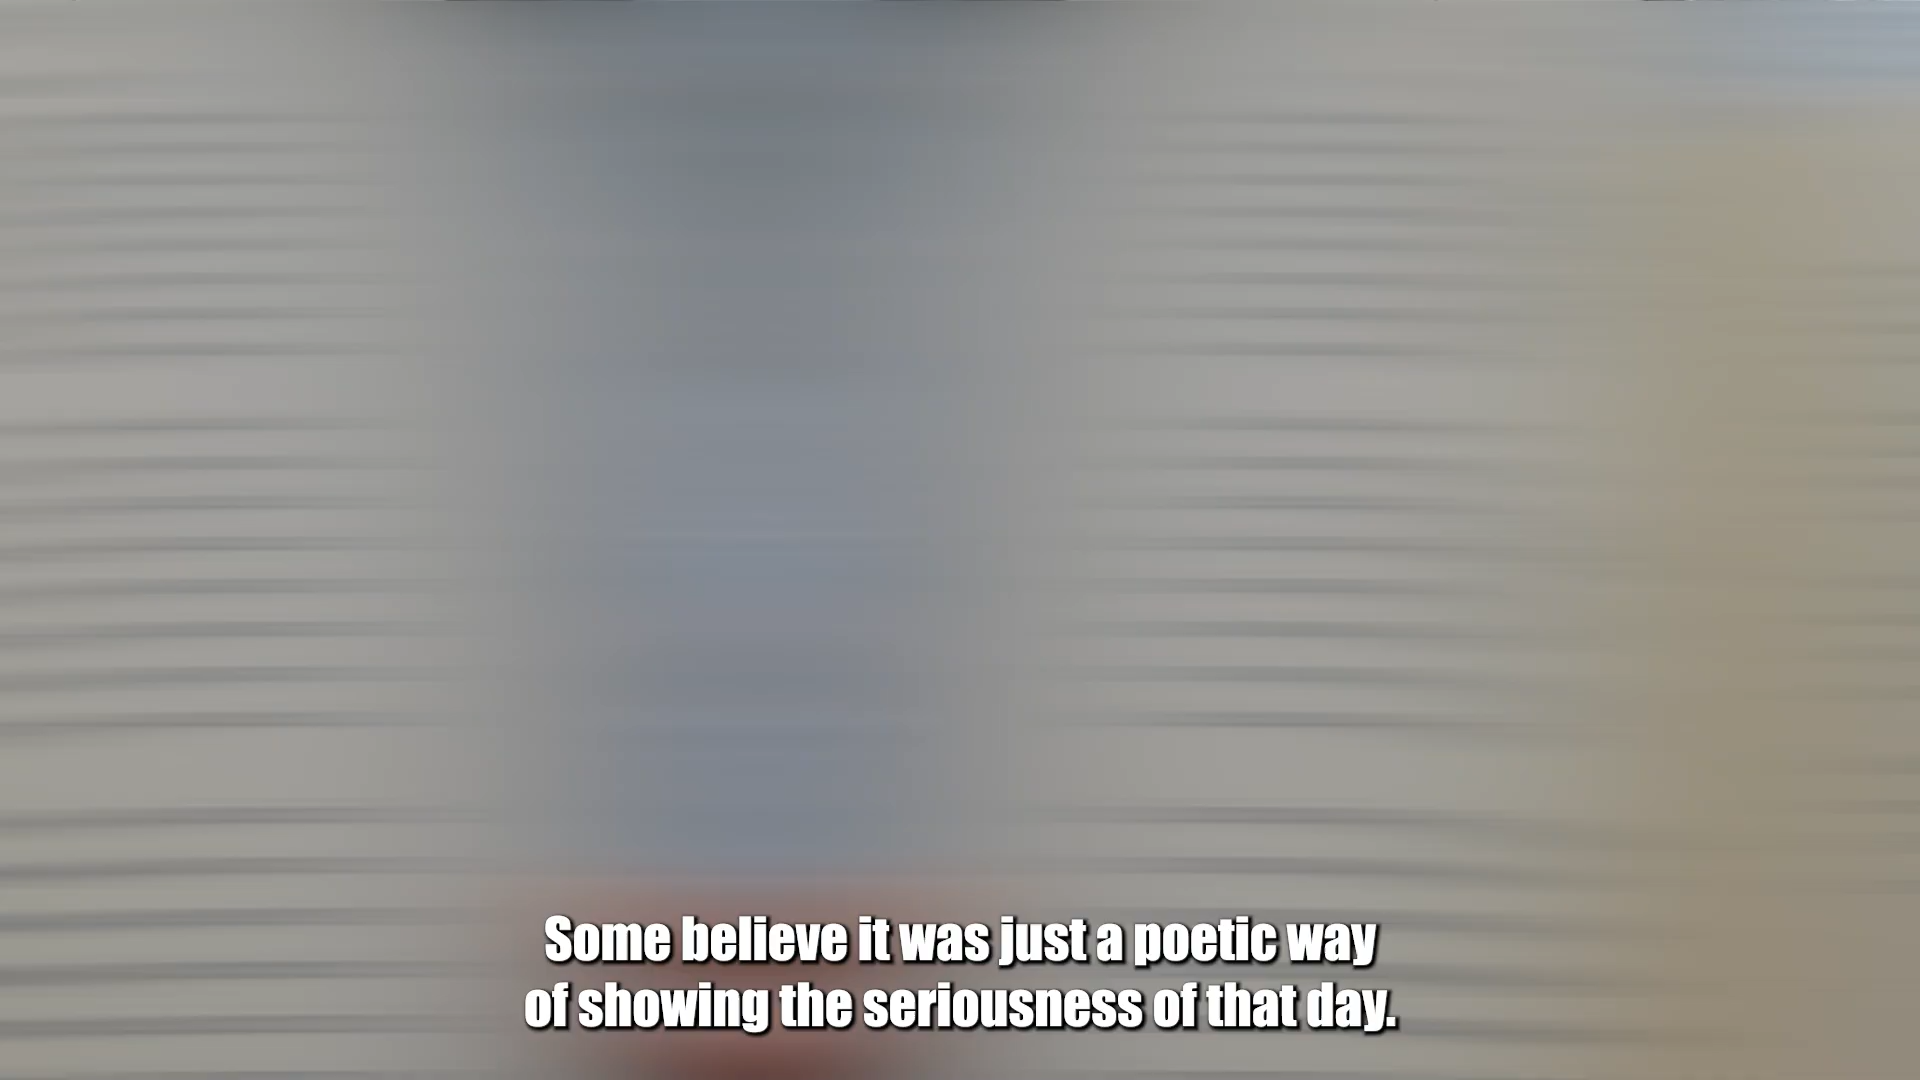 Some believe it was just a poetic way
of showing the seriousness of that day.